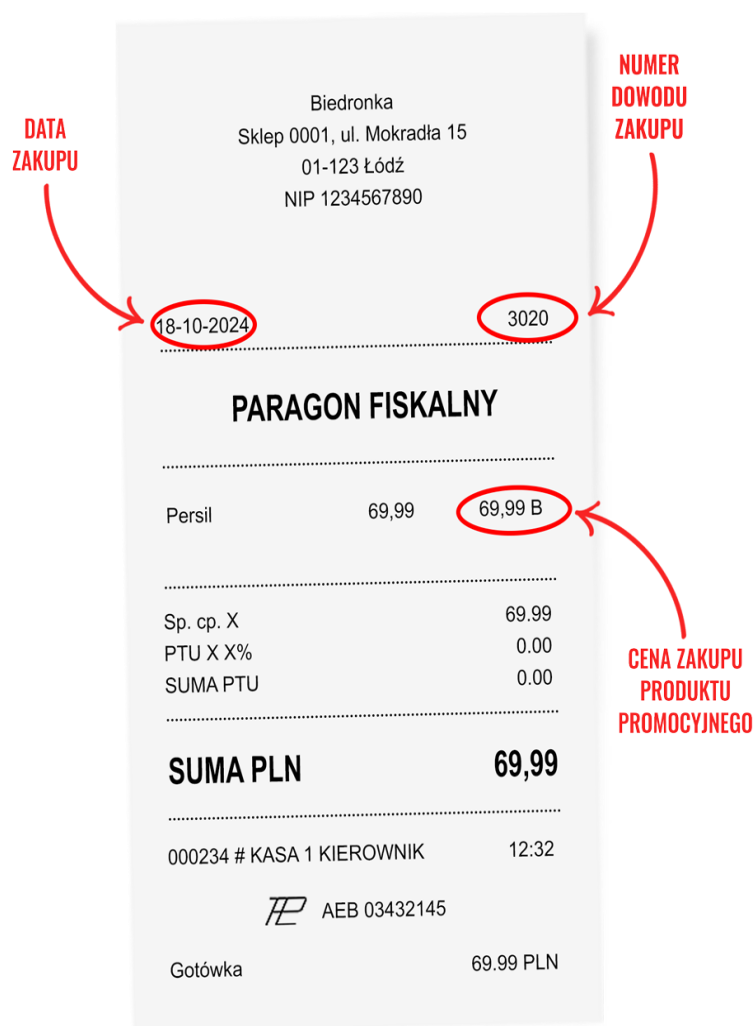 NUMER
DOWODU
ZAKUPU
DATA
ZAKUPU
Biedronka
Sklep 0001, ul. Mokradła 15
01-123 Łódź
NIP 1234567890
18-10-2024 3020
PARAGON FISKALNY
Persil 69,99 69,99 B
Sp. cp. X 69.99
PTU X X% 0.00
SUMA PTU 0.00
CENA ZAKUPU
PRODUKTU
PROMOCYJNEGO
SUMA PLN 69,99
000234 # KASA 1 KIEROWNIK 12:32
AEB 03432145
Gotówka 69.99 PLN